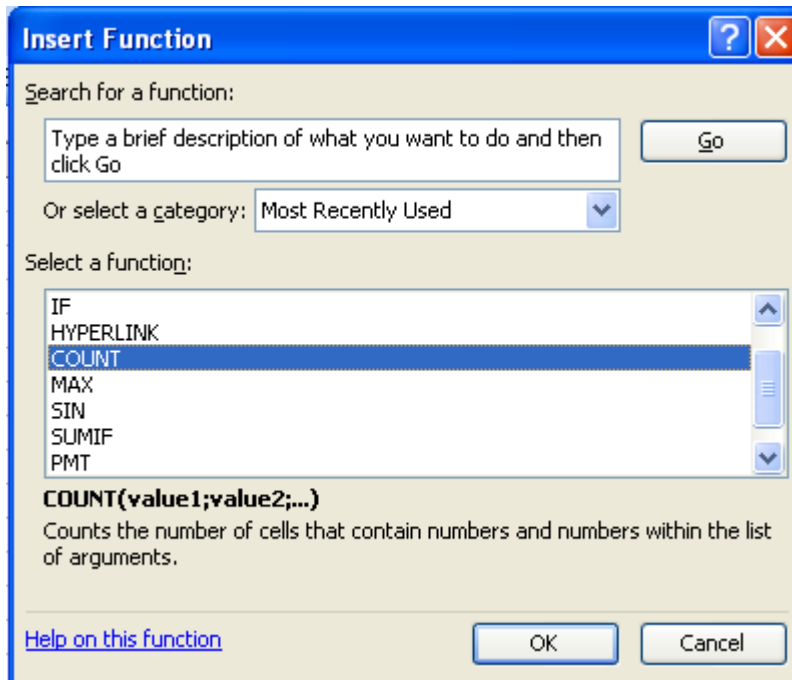 Insert Function
Search for a function:
Type a brief description of what you want to do and then
click Go
Go
Or select a category: Most Recently Used
Select a function:
IF
HYPERLINK
COUNT
MAX
SIN
SUMIF
PMT
COUNT(value1;value2;...)
Counts the number of cells that contain numbers and numbers within the list
of arguments.
Help on this function
OK
Cancel